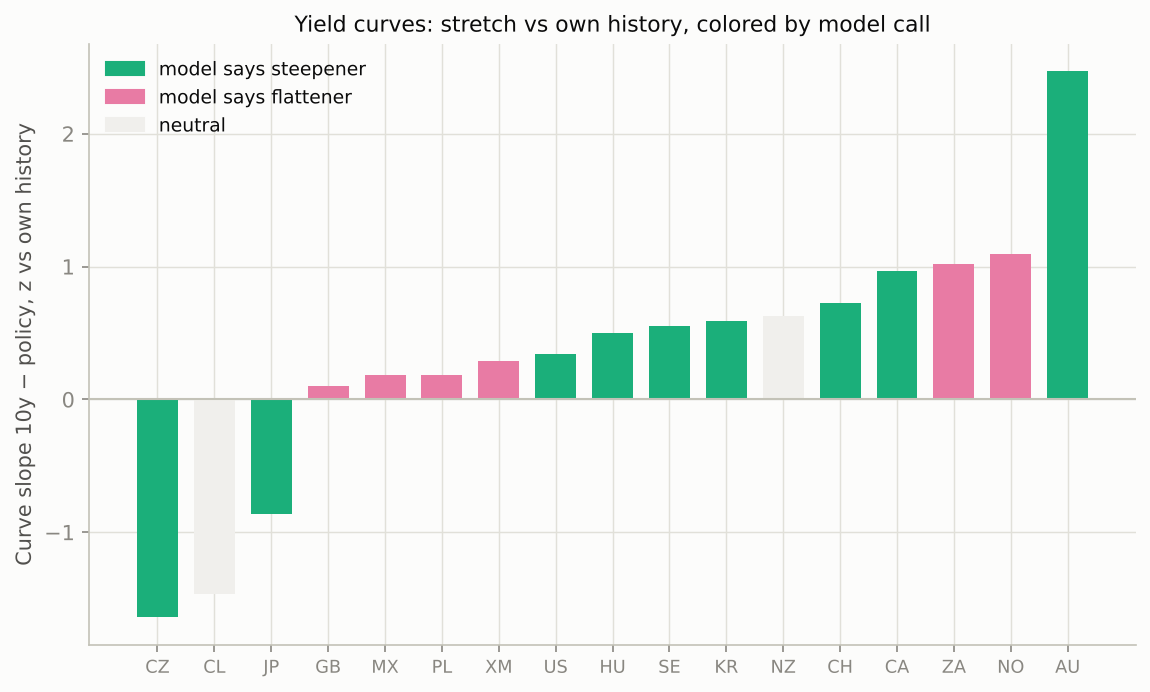 Yield curves: stretch vs own history, colored by model call
model says steepener
model says flattener
neutral
Curve slope 10y − policy, z vs own history
2
1
0
−1
CZ CL JP GB MX PL XM US HU SE KR NZ CH CA ZA NO AU